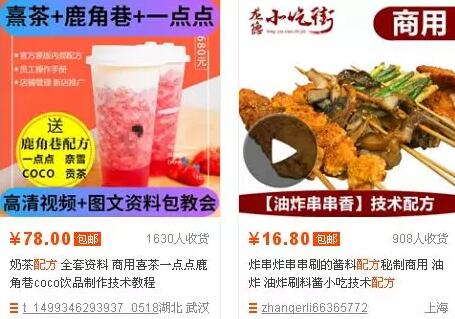 熹茶+鹿角巷+一点点
官方原版内部配方
员工操作手册
店铺管理 新店推广
680元
送
鹿角巷配方
一点点 奈雪
COCO 贡茶
高清视频+图文资料包教会
¥78.00 包邮 1630人收货
奶茶配方 全套资料 商用喜茶一点点鹿
角巷coco饮品制作技术教程
t_1499346293937_0518 湖北 武汉
龙德
小吃街
商用
【油炸串串香】技术配方
¥16.80 包邮 908人收货
炸串炸串串刷的酱料配方秘制商用 油
炸 油炸刷料酱小吃技术配方
zhangerli66365772 上海